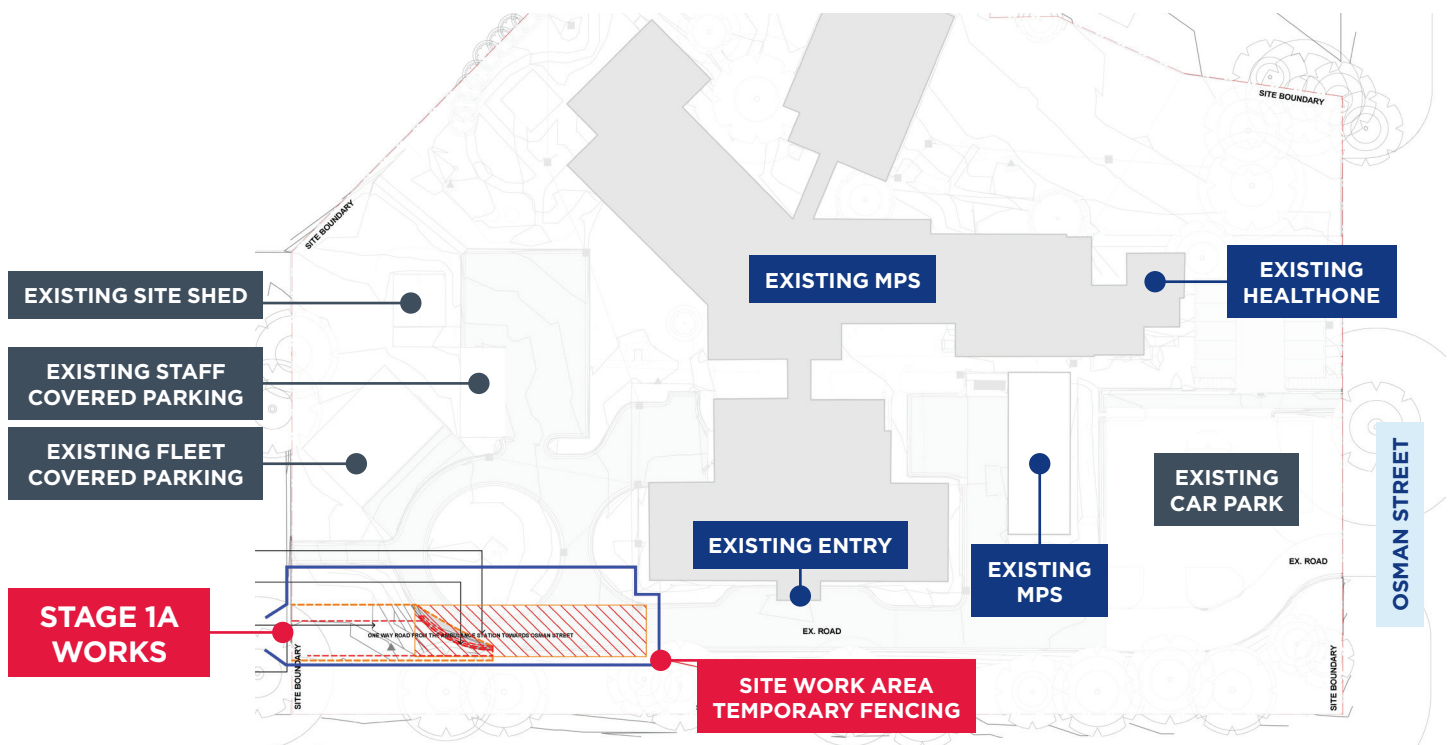 SITE BOUNDARY
SITE BOUNDARY
EXISTING SITE SHED
EXISTING MPS
EXISTING
HEALTHONE
EXISTING STAFF
COVERED PARKING
EXISTING FLEET
COVERED PARKING
EXISTING
CAR PARK
OSMAN STREET
EXISTING ENTRY
EXISTING
MPS
EX. ROAD
STAGE 1A
WORKS
ONE WAY ROAD FROM THE AMBULANCE STATION TOWARDS OSMAN STREET
EX. ROAD
SITE BOUNDARY
SITE BOUNDARY
SITE WORK AREA
TEMPORARY FENCING